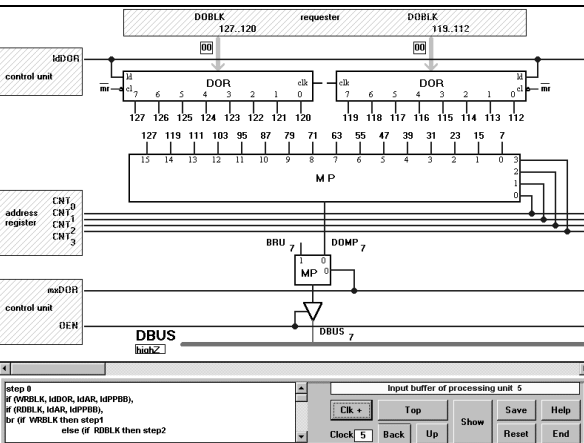 DOBLK requester DOBLK
127..120 119..112
00 00
ldDOR
control unit
ld DOR clk DOR ld
mr cl cl mr
7 6 5 4 3 2 1 0 7 6 5 4 3 2 1 0
127 126 125 124 123 122 121 120 119 118 117 116 115 114 113 112
127 119 111 103 95 87 79 71 63 55 47 39 31 23 15 7
15 14 13 12 11 10 9 8 7 6 5 4 3 2 1 0 3
MP 2
1
0
address register
CNT0
CNT1
CNT2
CNT3
BRU 7 DOMP 7
1 0
MP 0
mxDOR
control unit
OEN
DBUS DBUS 7
highZ
step 0
if (WRBLK, ldDOR, ldAR, ldPPBB),
if (RDBLK, ldAR, ldPPBB),
br (if WRBLK then step1
else (if RDBLK then step2
Input buffer of processing unit 5
Clk + Top Show Save Help
Clock 5 Back Up Reset End